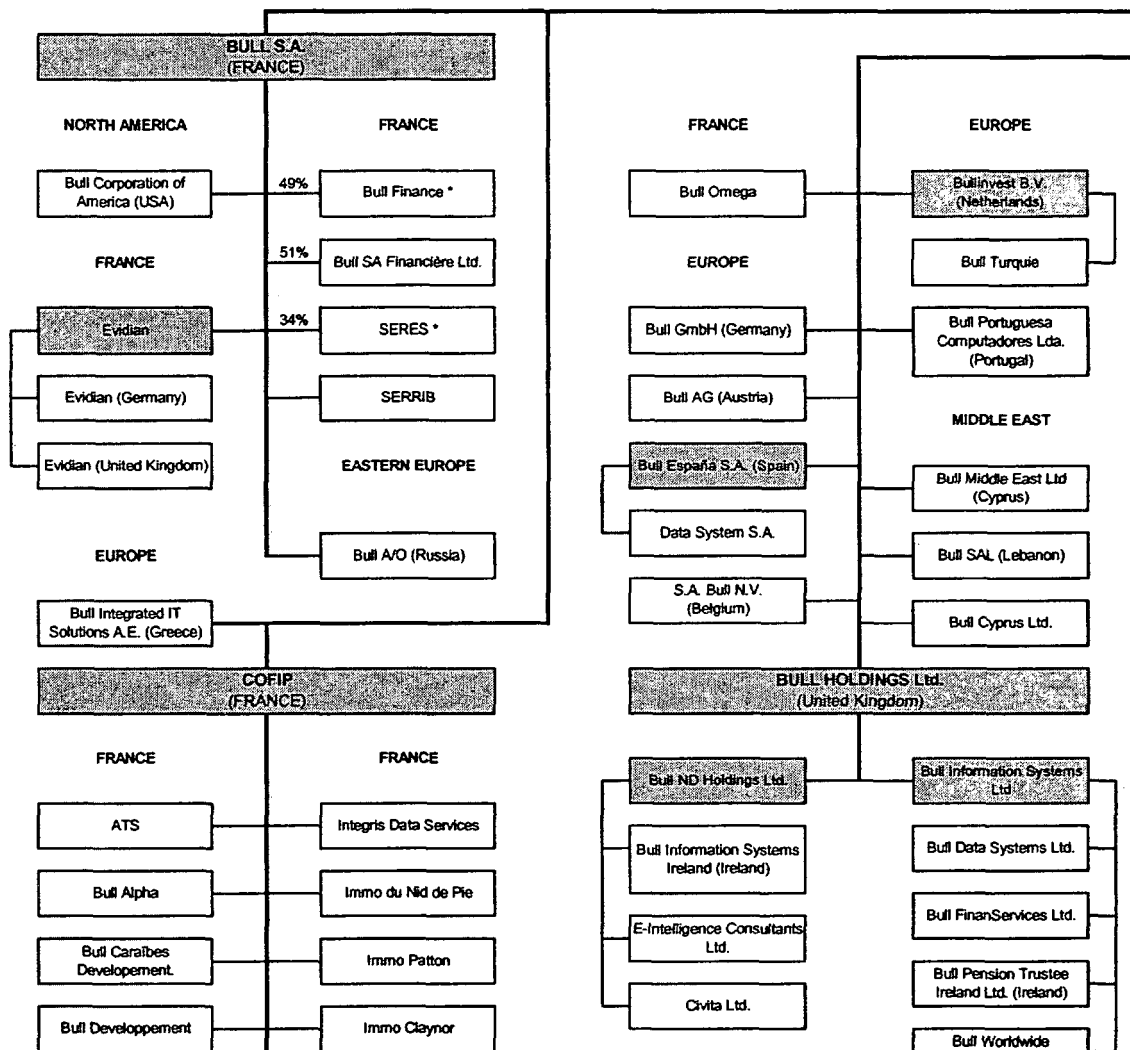 BULL S.A.
(FRANCE)
NORTH AMERICA
FRANCE
Bull Corporation of
America (USA)
49%
Bull Finance *
FRANCE
51%
Bull SA Financière Ltd.
Evidian
34%
SERES *
Evidian (Germany)
SERRIB
Evidian (United Kingdom)
EASTERN EUROPE
EUROPE
Bull A/O (Russia)
Bull Integrated IT
Solutions A.E. (Greece)
COFIP
(FRANCE)
FRANCE
FRANCE
ATS
Integris Data Services
Bull Alpha
Immo du Nid de Pie
Bull Caraïbes
Developement.
Immo Patton
Bull Developpement
Immo Claynor
FRANCE
EUROPE
Bull Omega
Bullinvest B.V.
(Netherlands)
EUROPE
Bull Turquie
Bull GmbH (Germany)
Bull Portuguesa
Computadores Lda.
(Portugal)
Bull AG (Austria)
MIDDLE EAST
Bull España S.A. (Spain)
Bull Middle East Ltd
(Cyprus)
Data System S.A.
Bull SAL (Lebanon)
S.A. Bull N.V.
(Belgium)
Bull Cyprus Ltd.
BULL HOLDINGS Ltd.
(United Kingdom)
Bull ND Holdings Ltd.
Bull Information Systems
Ltd
Bull Information Systems
Ireland (Ireland)
Bull Data Systems Ltd.
E-Intelligence Consultants
Ltd.
Bull FinanServices Ltd.
Civita Ltd.
Bull Pension Trustee
Ireland Ltd. (Ireland)
Bull Worldwide